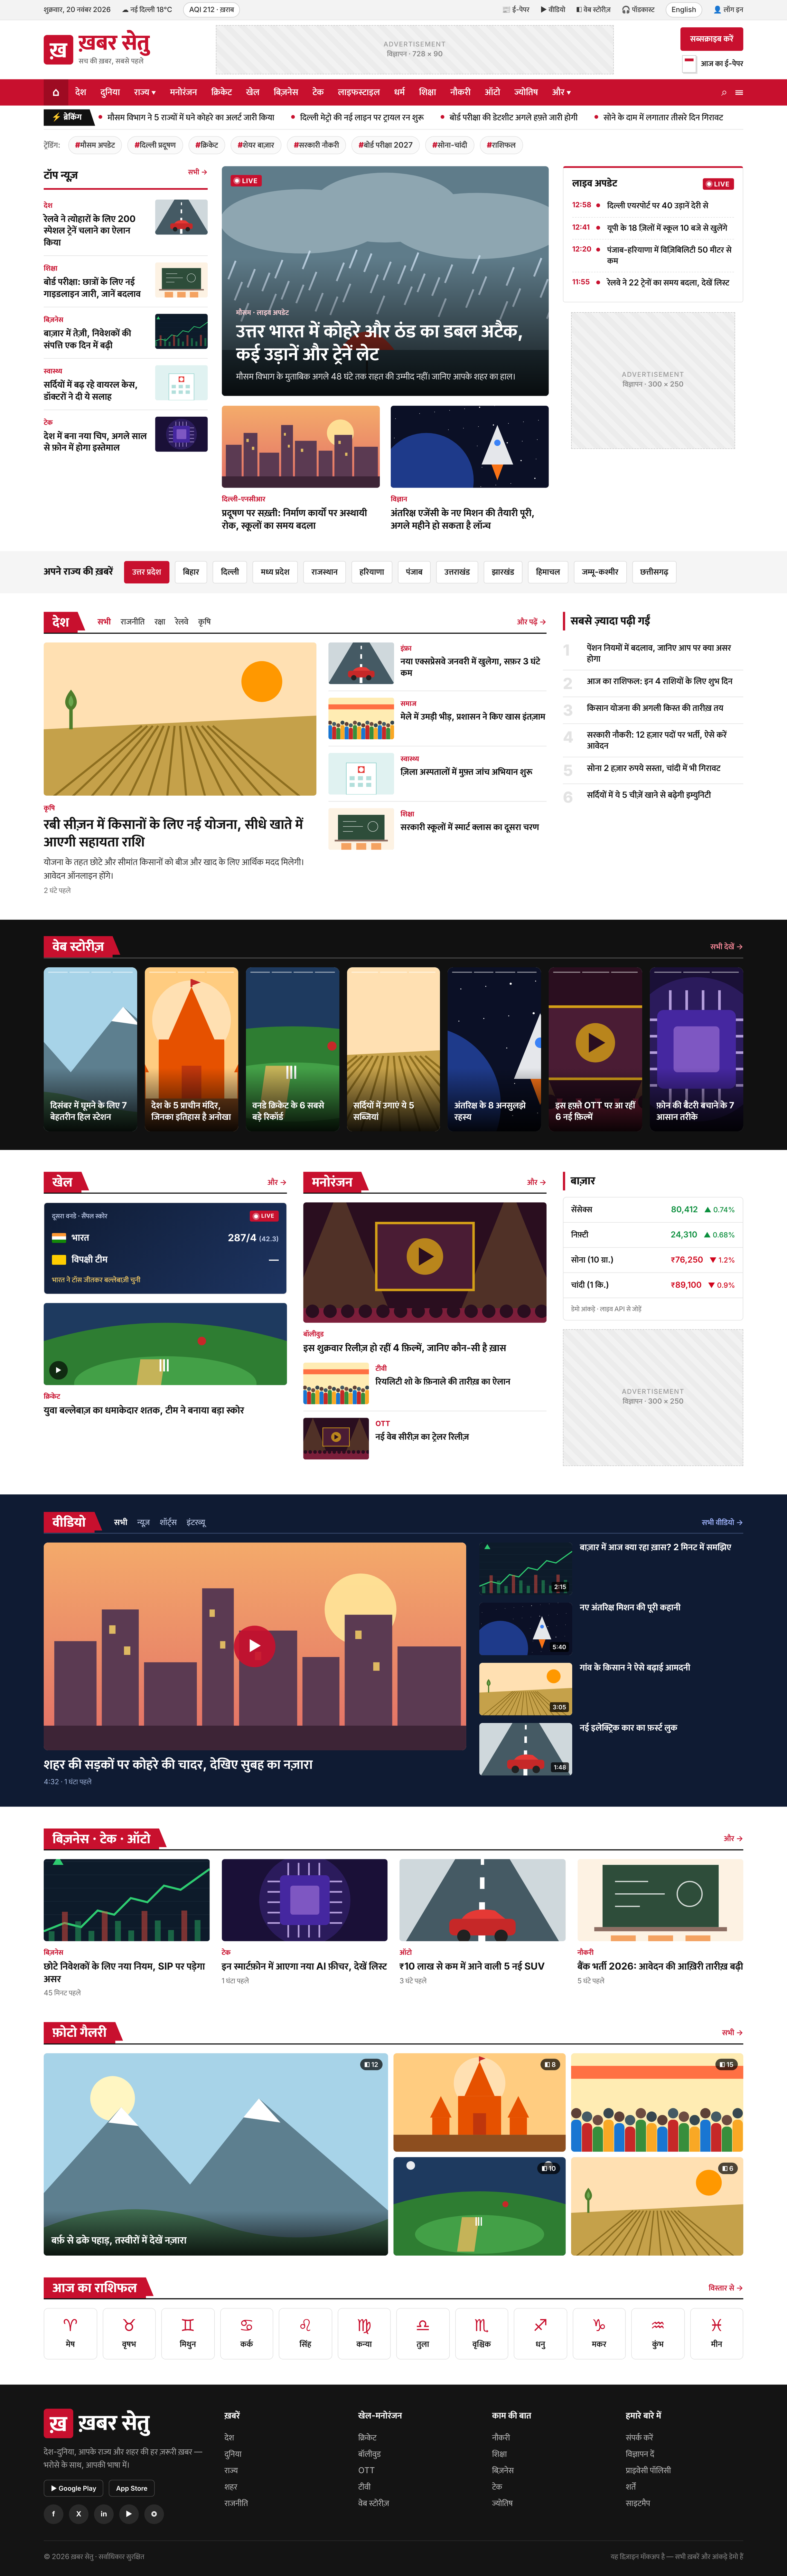 शुक्रवार, 20 नवंबर 2026
☁ नई दिल्ली 18°C
AQI 212 · ख़राब
📰 ई-पेपर
▶ वीडियो
◧ वेब स्टोरीज़
🎧 पॉडकास्ट
English
👤 लॉग इन
ख़
ख़बर सेतु
सच की ख़बर, सबसे पहले
ADVERTISEMENT
विज्ञापन · 728 × 90
सब्सक्राइब करें
आज का ई-पेपर
⌂ देश दुनिया राज्य ▾ मनोरंजन क्रिकेट खेल बिज़नेस टेक लाइफस्टाइल धर्म शिक्षा नौकरी ऑटो ज्योतिष और ▾
⚡ ब्रेकिंग
मौसम विभाग ने 5 राज्यों में घने कोहरे का अलर्ट जारी किया
दिल्ली मेट्रो की नई लाइन पर ट्रायल रन शुरू
बोर्ड परीक्षा की डेटशीट अगले हफ़्ते जारी होगी
सोने के दाम में लगातार तीसरे दिन गिरावट
ट्रेंडिंग: #मौसम अपडेट #दिल्ली प्रदूषण #क्रिकेट #शेयर बाज़ार #सरकारी नौकरी #बोर्ड परीक्षा 2027 #सोना-चांदी #राशिफल
टॉप न्यूज़
सभी →
देश
रेलवे ने त्योहारों के लिए 200
स्पेशल ट्रेनें चलाने का ऐलान
किया
शिक्षा
बोर्ड परीक्षा: छात्रों के लिए नई
गाइडलाइन जारी, जानें बदलाव
बिज़नेस
बाज़ार में तेज़ी, निवेशकों की
संपत्ति एक दिन में बढ़ी
स्वास्थ्य
सर्दियों में बढ़ रहे वायरल केस,
डॉक्टरों ने दी ये सलाह
टेक
देश में बना नया चिप, अगले साल
से फ़ोन में होगा इस्तेमाल
LIVE
मौसम · लाइव अपडेट
उत्तर भारत में कोहरे और ठंड का डबल अटैक,
कई उड़ानें और ट्रेनें लेट
मौसम विभाग के मुताबिक अगले 48 घंटे तक राहत की उम्मीद नहीं। जानिए आपके शहर का हाल।
दिल्ली-एनसीआर
प्रदूषण पर सख़्ती: निर्माण कार्यों पर अस्थायी
रोक, स्कूलों का समय बदला
विज्ञान
अंतरिक्ष एजेंसी के नए मिशन की तैयारी पूरी,
अगले महीने हो सकता है लॉन्च
लाइव अपडेट
LIVE
12:58 दिल्ली एयरपोर्ट पर 40 उड़ानें देरी से
12:41 यूपी के 18 ज़िलों में स्कूल 10 बजे से खुलेंगे
12:20 पंजाब-हरियाणा में विज़िबिलिटी 50 मीटर से
कम
11:55 रेलवे ने 22 ट्रेनों का समय बदला, देखें लिस्ट
ADVERTISEMENT
विज्ञापन · 300 × 250
अपने राज्य की ख़बरें
उत्तर प्रदेश बिहार दिल्ली मध्य प्रदेश राजस्थान हरियाणा पंजाब उत्तराखंड झारखंड हिमाचल जम्मू-कश्मीर छत्तीसगढ़
देश
सभी राजनीति रक्षा रेलवे कृषि
और पढ़ें →
कृषि
रबी सीज़न में किसानों के लिए नई योजना, सीधे खाते में
आएगी सहायता राशि
योजना के तहत छोटे और सीमांत किसानों को बीज और खाद के लिए आर्थिक मदद मिलेगी।
आवेदन ऑनलाइन होंगे।
2 घंटे पहले
इंफ्रा
नया एक्सप्रेसवे जनवरी में खुलेगा, सफ़र 3 घंटे
कम
समाज
मेले में उमड़ी भीड़, प्रशासन ने किए खास इंतज़ाम
स्वास्थ्य
ज़िला अस्पतालों में मुफ़्त जांच अभियान शुरू
शिक्षा
सरकारी स्कूलों में स्मार्ट क्लास का दूसरा चरण
सबसे ज़्यादा पढ़ी गईं
1 पेंशन नियमों में बदलाव, जानिए आप पर क्या असर
होगा
2 आज का राशिफल: इन 4 राशियों के लिए शुभ दिन
3 किसान योजना की अगली किस्त की तारीख़ तय
4 सरकारी नौकरी: 12 हज़ार पदों पर भर्ती, ऐसे करें
आवेदन
5 सोना 2 हज़ार रुपये सस्ता, चांदी में भी गिरावट
6 सर्दियों में ये 5 चीज़ें खाने से बढ़ेगी इम्युनिटी
वेब स्टोरीज़
सभी देखें →
दिसंबर में घूमने के लिए 7
बेहतरीन हिल स्टेशन
देश के 5 प्राचीन मंदिर,
जिनका इतिहास है अनोखा
वनडे क्रिकेट के 6 सबसे
बड़े रिकॉर्ड
सर्दियों में उगाएं ये 5
सब्ज़ियां
अंतरिक्ष के 8 अनसुलझे
रहस्य
इस हफ़्ते OTT पर आ रहीं
6 नई फ़िल्में
फ़ोन की बैटरी बचाने के 7
आसान तरीके
खेल
और →
दूसरा वनडे · सैंपल स्कोर
LIVE
भारत 287/4 (42.3)
विपक्षी टीम —
भारत ने टॉस जीतकर बल्लेबाज़ी चुनी
क्रिकेट
युवा बल्लेबाज़ का धमाकेदार शतक, टीम ने बनाया बड़ा स्कोर
मनोरंजन
और →
बॉलीवुड
इस शुक्रवार रिलीज़ हो रहीं 4 फ़िल्में, जानिए कौन-सी है ख़ास
टीवी
रियलिटी शो के फ़िनाले की तारीख़ का ऐलान
OTT
नई वेब सीरीज़ का ट्रेलर रिलीज़
बाज़ार
सेंसेक्स 80,412 ▲ 0.74%
निफ़्टी 24,310 ▲ 0.68%
सोना (10 ग्रा.) ₹76,250 ▼ 1.2%
चांदी (1 कि.) ₹89,100 ▼ 0.9%
डेमो आंकड़े · लाइव API से जोड़ें
ADVERTISEMENT
विज्ञापन · 300 × 250
वीडियो
सभी न्यूज़ शॉर्ट्स इंटरव्यू
सभी वीडियो →
शहर की सड़कों पर कोहरे की चादर, देखिए सुबह का नज़ारा
4:32 · 1 घंटा पहले
बाज़ार में आज क्या रहा ख़ास? 2 मिनट में समझिए
2:15
नए अंतरिक्ष मिशन की पूरी कहानी
5:40
गांव के किसान ने ऐसे बढ़ाई आमदनी
3:05
नई इलेक्ट्रिक कार का फ़र्स्ट लुक
1:48
बिज़नेस · टेक · ऑटो
और →
बिज़नेस
छोटे निवेशकों के लिए नया नियम, SIP पर पड़ेगा
असर
45 मिनट पहले
टेक
इन स्मार्टफ़ोन में आएगा नया AI फ़ीचर, देखें लिस्ट
1 घंटा पहले
ऑटो
₹10 लाख से कम में आने वाली 5 नई SUV
3 घंटे पहले
नौकरी
बैंक भर्ती 2026: आवेदन की आख़िरी तारीख़ बढ़ी
5 घंटे पहले
फ़ोटो गैलरी
सभी →
◧ 12
बर्फ़ से ढके पहाड़, तस्वीरों में देखें नज़ारा
◧ 8
◧ 15
◧ 10
◧ 6
आज का राशिफल
विस्तार से →
♈ ♉ ♊ ♋ ♌ ♍ ♎ ♏ ♐ ♑ ♒ ♓
मेष वृषभ मिथुन कर्क सिंह कन्या तुला वृश्चिक धनु मकर कुंभ मीन
ख़
ख़बर सेतु
देश-दुनिया, आपके राज्य और शहर की हर ज़रूरी ख़बर —
भरोसे के साथ, आपकी भाषा में।
▶ Google Play
App Store
f X in ▶
ख़बरें
देश
दुनिया
राज्य
शहर
राजनीति
खेल-मनोरंजन
क्रिकेट
बॉलीवुड
OTT
टीवी
वेब स्टोरीज़
काम की बात
नौकरी
शिक्षा
बिज़नेस
टेक
ज्योतिष
हमारे बारे में
संपर्क करें
विज्ञापन दें
प्राइवेसी पॉलिसी
शर्तें
साइटमैप
© 2026 ख़बर सेतु · सर्वाधिकार सुरक्षित
यह डिज़ाइन मॉकअप है — सभी ख़बरें और आंकड़े डेमो हैं